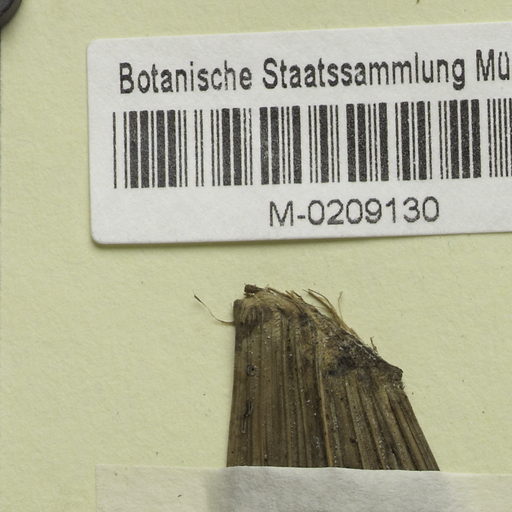 Botanische Staatssammlung Mü
M-0209130